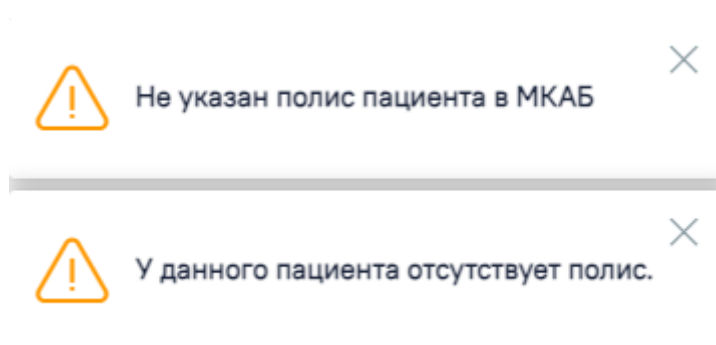 Не указан полис пациента в МКАБ
У данного пациента отсутствует полис.